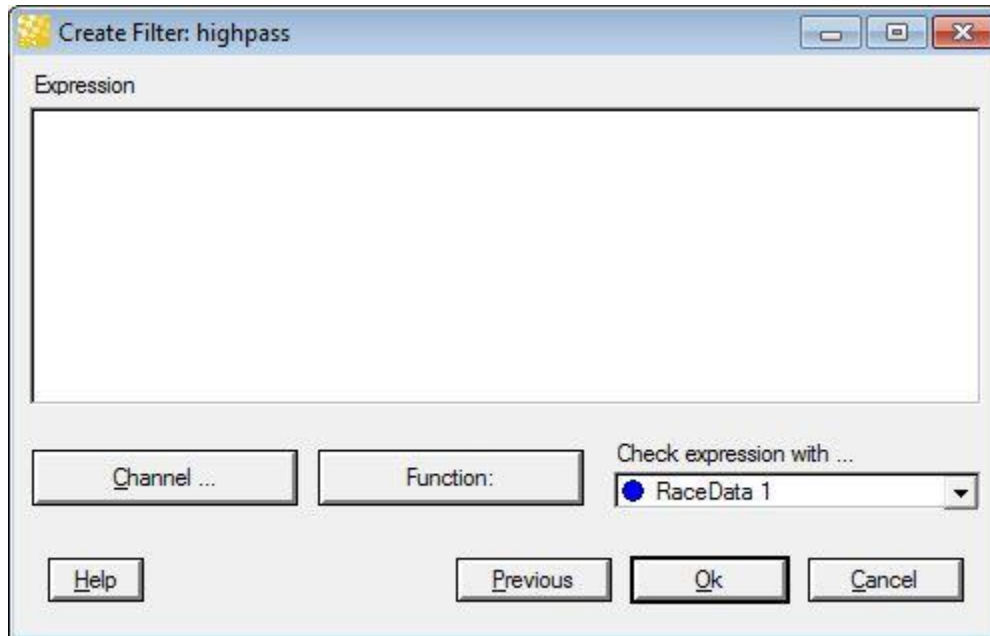 Create Filter: highpass
Expression
Channel ...
Function:
Check expression with ...
RaceData 1
Help
Previous
Ok
Cancel